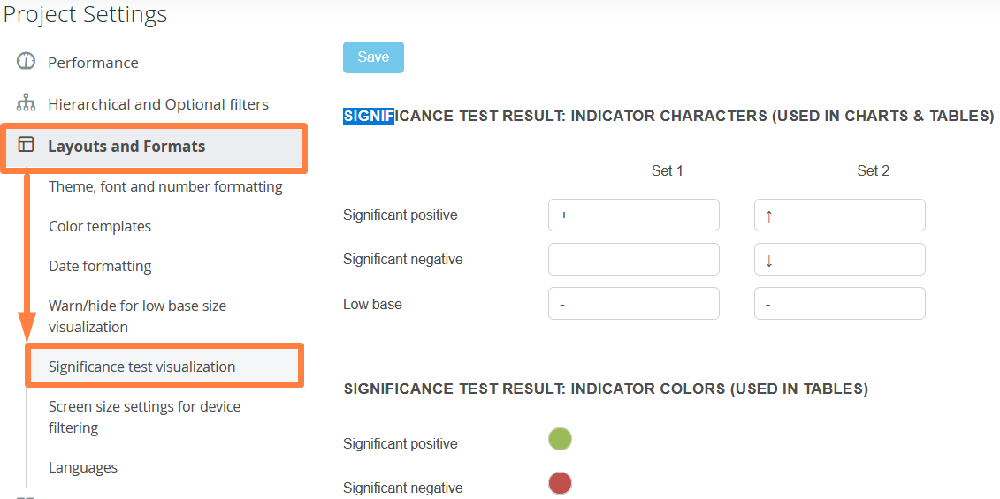 Project Settings
Performance
Hierarchical and Optional filters
Layouts and Formats
Theme, font and number formatting
Color templates
Date formatting
Warn/hide for low base size
visualization
Significance test visualization
Screen size settings for device
filtering
Languages
Save
SIGNIFICANCE TEST RESULT: INDICATOR CHARACTERS (USED IN CHARTS & TABLES)
Set 1 Set 2
Significant positive + ↑
Significant negative - ↓
Low base - -
SIGNIFICANCE TEST RESULT: INDICATOR COLORS (USED IN TABLES)
Significant positive
Significant negative